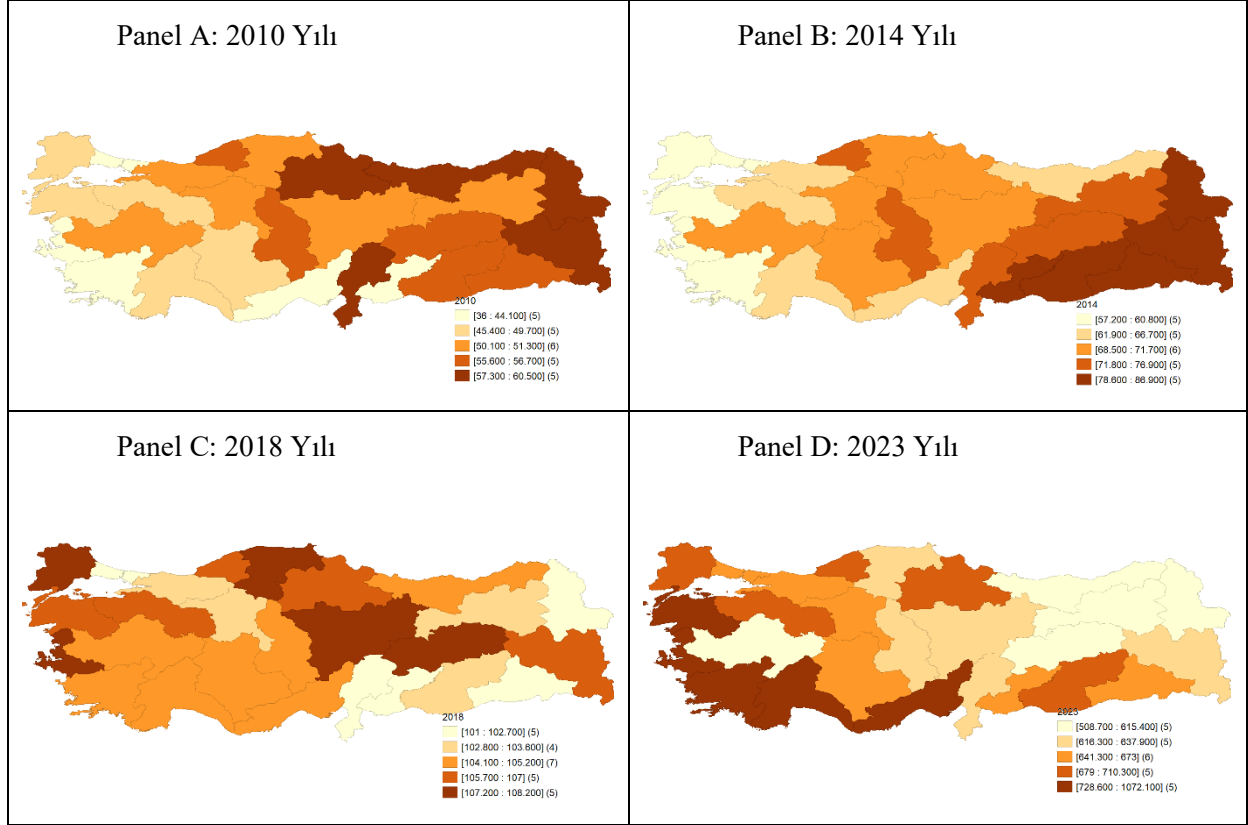 Panel A: 2010 Yılı
2010
[36 : 44.100] (5)
[45.400 : 49.700] (5)
[50.100 : 51.300] (6)
[55.600 : 56.700] (5)
[57.300 : 60.500] (5)
Panel B: 2014 Yılı
2014
[57.200 : 60.800] (5)
[61.900 : 66.700] (5)
[68.500 : 71.700] (6)
[71.800 : 76.900] (5)
[78.600 : 86.900] (5)
Panel C: 2018 Yılı
2018
[101 : 102.700] (5)
[102.800 : 103.600] (4)
[104.100 : 105.200] (7)
[105.700 : 107] (5)
[107.200 : 108.200] (5)
Panel D: 2023 Yılı
2023
[508.700 : 615.400] (5)
[616.300 : 637.900] (5)
[641.300 : 673] (6)
[679 : 710.300] (5)
[728.600 : 1072.100] (5)